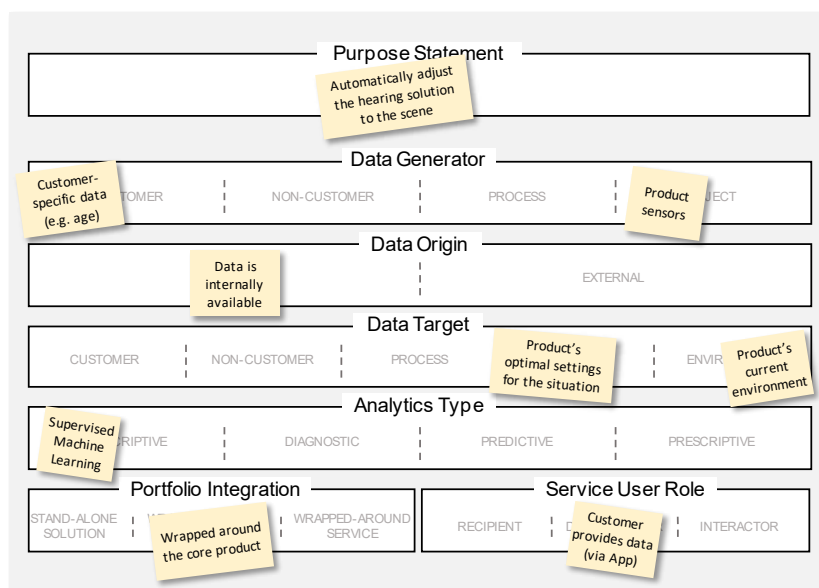 Purpose Statement
Automatically adjust
the hearing solution
to the scene
Data Generator
Customer-
specific data
(e.g. age)
TOMER
NON-CUSTOMER
PROCESS
Product
sensors
JECT
Data Origin
Data is
internally
available
EXTERNAL
Data Target
CUSTOMER
NON-CUSTOMER
PROCESS
Product's
optimal settings
for the situation
ENVIR
Product's
current
environment
Analytics Type
Supervised
Machine
Learning
CRIPTIVE
DIAGNOSTIC
PREDICTIVE
PRESCRIPTIVE
Portfolio Integration
STAND-ALONE
SOLUTION
Wrapped around
the core product
WRAPPED-AROUND
SERVICE
Service User Role
RECIPIENT
Customer
provides data
(via App)
INTERACTOR